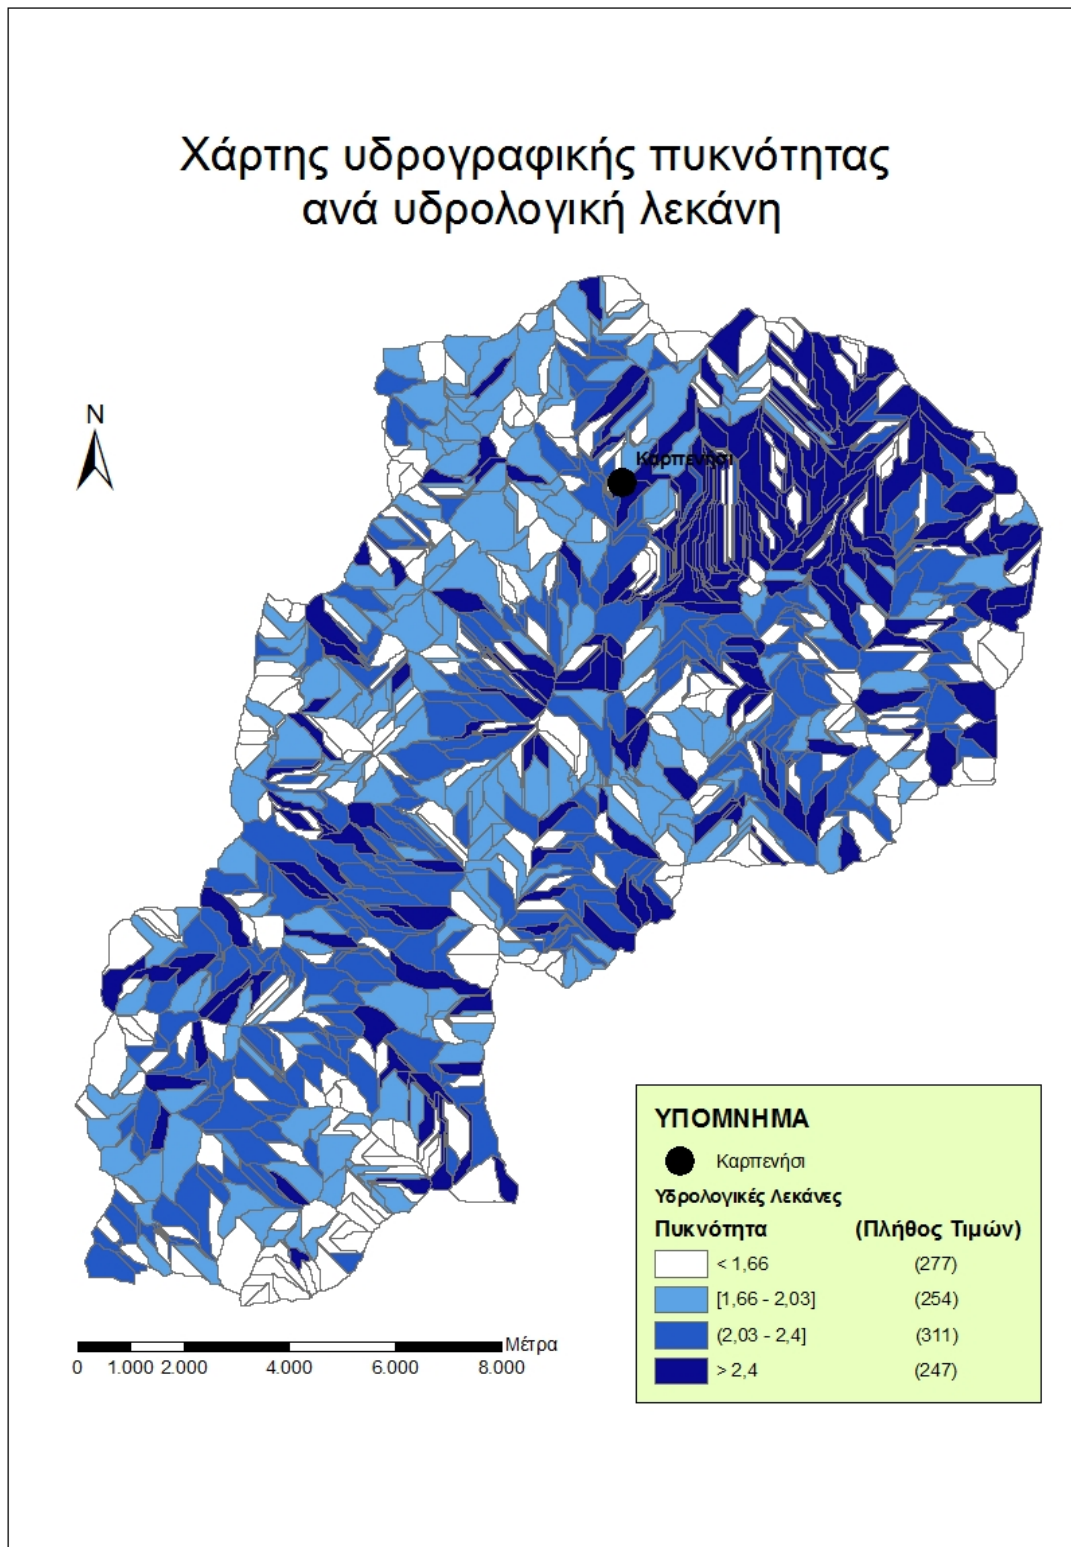 Χάρτης υδρογραφικής πυκνότητας
ανά υδρολογική λεκάνη
N
Καρπενήσι
ΥΠΟΜΝΗΜΑ
Καρπενήσι
Υδρολογικές Λεκάνες
Πυκνότητα (Πλήθος Τιμών)
< 1,66 (277)
[1,66 - 2,03] (254)
(2,03 - 2,4] (311)
> 2,4 (247)
Μέτρα
0 1.000 2.000 4.000 6.000 8.000